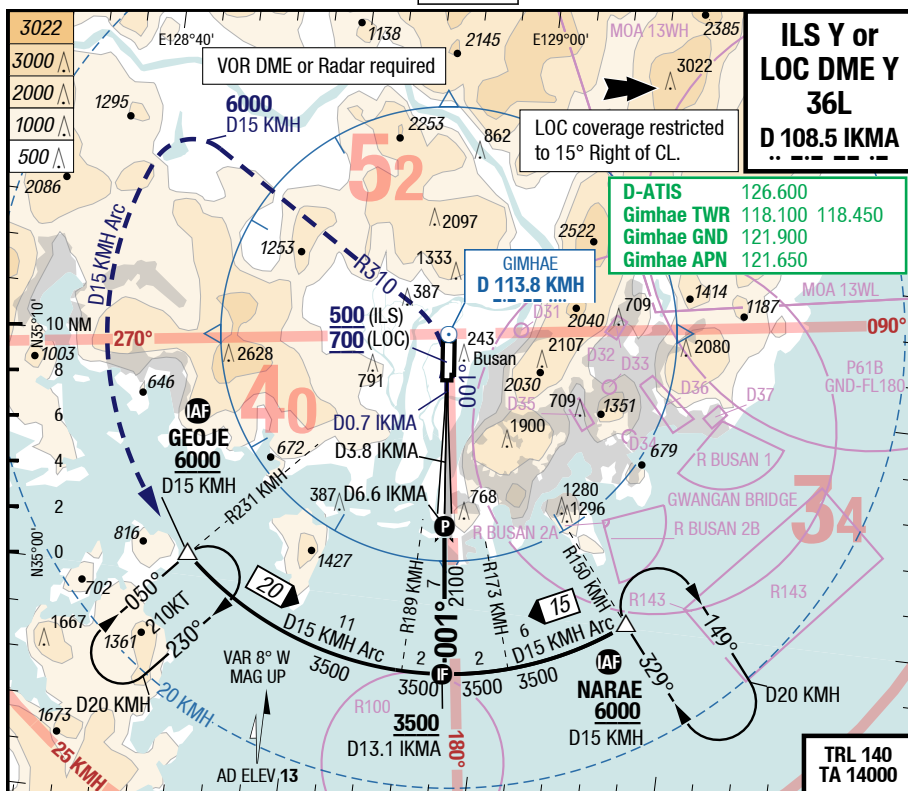 3022
3000
2000
1000
500
2086
1295
E128°40'
1138
2145
E129°00'
MOA 13WH
2385
3022
ILS Y or
LOC DME Y
36L
D 108.5 IKMA
VOR DME or Radar required
LOC coverage restricted
to 15° Right of CL.
6000
D15 KMH
2253
862
52
D-ATIS 126.600
Gimhae TWR 118.100 118.450
Gimhae GND 121.900
Gimhae APN 121.650
D15 KMH Arc
2097
1253
R310
1333
387
2522
GIMHAE
D 113.8 KMH
MOA 13WL
1414
1187
N35°10'
10 NM
270°
090°
500 (ILS)
700 (LOC)
243
Busan
D31
2040
709
2107
D32
D33
2080
P61B
GND-FL180
1003
2628
791
001°
2030
D35
D36
D37
646
6
4
2
0
40
D0.7 IKMA
709
1351
1900
D34
679
IAF
GEOJE
6000
D15 KMH
672
D3.8 IKMA
R231 KMH
R BUSAN 1
387
D6.6 IKMA
768
1280
1296
GWANGAN BRIDGE
34
P
R BUSAN 2A
R BUSAN 2B
816
N35°00'
1427
R189 KMH
7
2100
R173 KMH
R150 KMH
R143
R143
702
050°
210KT
230°
1667
1361
20
15
11
D15 KMH Arc
3500
001°
6
D15 KMH Arc
3500
2
2
3500
3500
IF
149°
329°
VAR 8° W
MAG UP
IAF
NARAE
6000
D15 KMH
D20 KMH
D20 KMH
20 KMH
3500
D13.1 IKMA
R100
180°
1673
25 KMH
AD ELEV 13
TRL 140
TA 14000